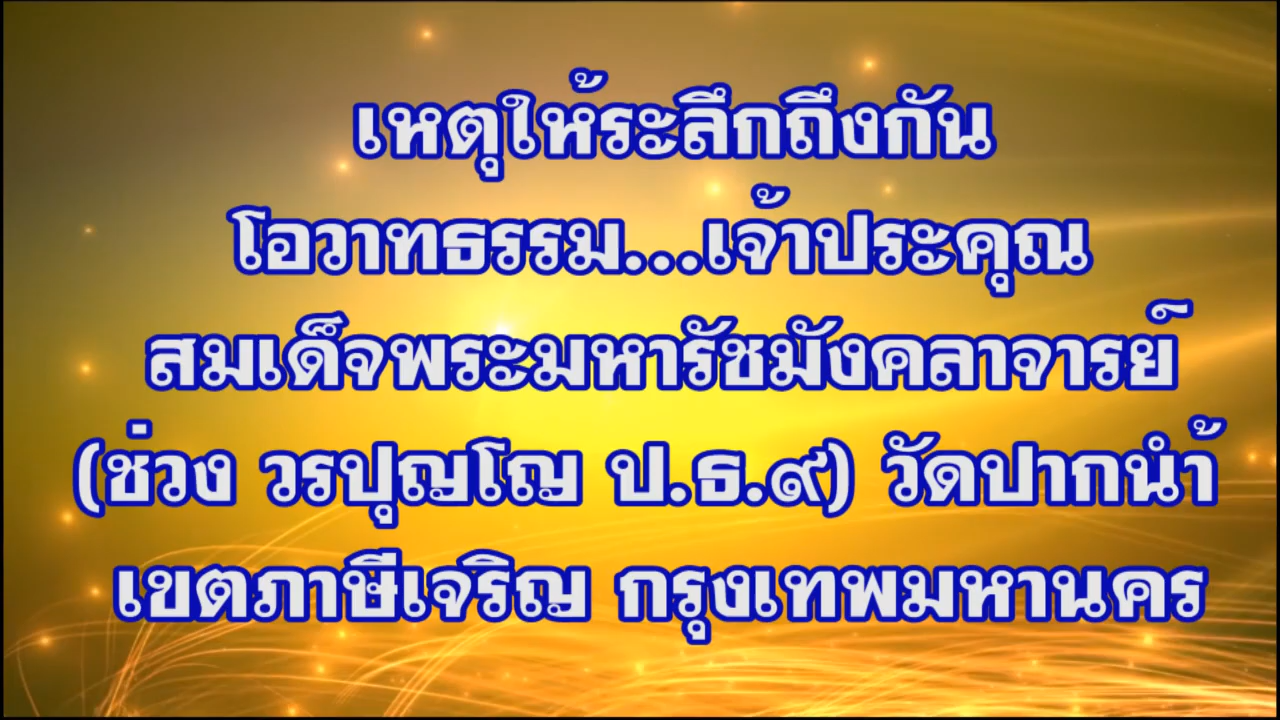 เหตุให้ระลึกถึงกัน
โอวาทธรรม...เจ้าประคุณ
สมเด็จพระมหารัชมังคลาจารย์
(ช่วง วรปุญโญ ป.ธ.๙) วัดปากน้ำ
เขตภาษีเจริญ กรุงเทพมหานคร